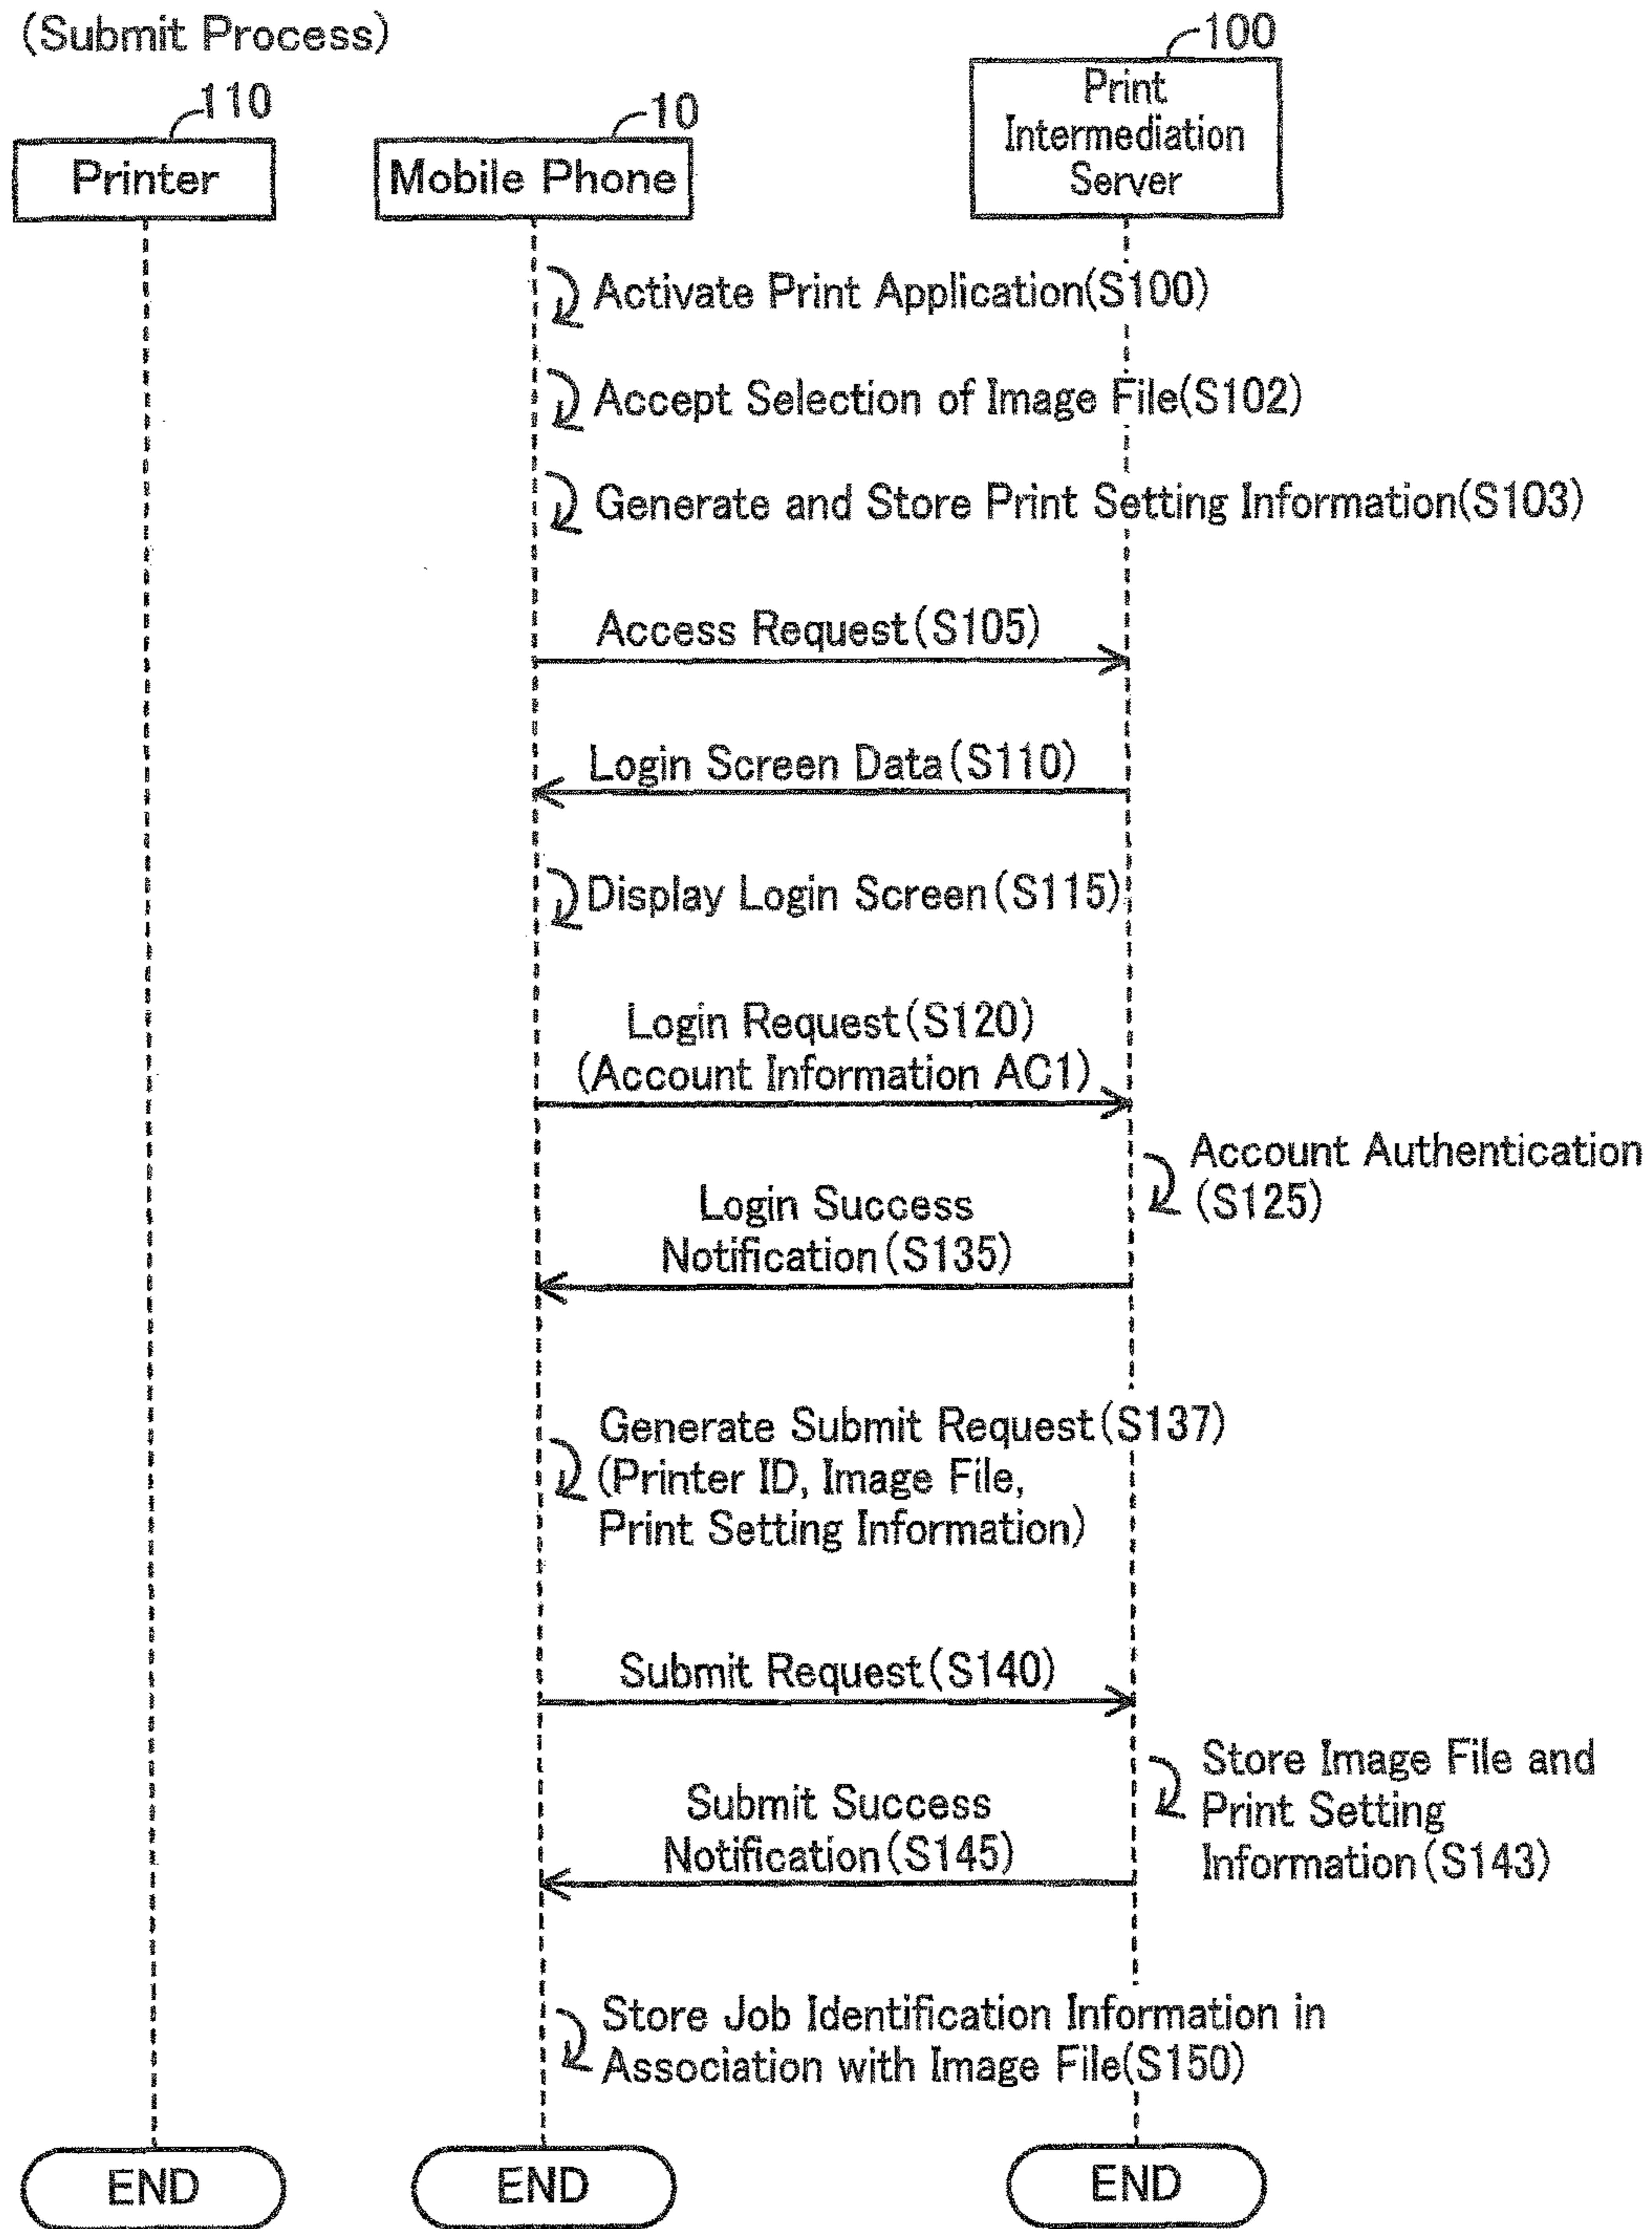 (Submit Process)
110
10
100
Printer
Mobile Phone
Print
Intermediation
Server
Activate Print Application(S100)
Accept Selection of Image File(S102)
Generate and Store Print Setting Information(S103)
Access Request(S105)
Login Screen Data(S110)
Display Login Screen(S115)
Login Request(S120)
(Account Information AC1)
Account Authentication
(S125)
Login Success
Notification(S135)
Generate Submit Request(S137)
(Printer ID, Image File,
Print Setting Information)
Submit Request(S140)
Store Image File and
Print Setting
Information(S143)
Submit Success
Notification(S145)
Store Job Identification Information in
Association with Image File(S150)
END
END
END